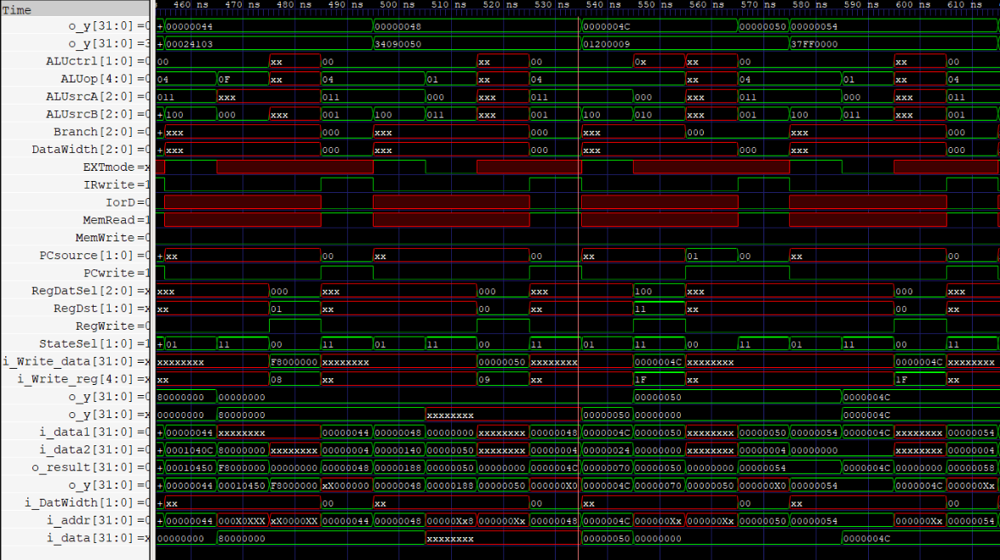 Time 460 ns 470 ns 480 ns 490 ns 500 ns 510 ns 520 ns 530 ns 540 ns 550 ns 560 ns 570 ns 580 ns 590 ns 600 ns 610 ns
o_y[31:0] =0 + 00000044 00000048 0000004C 00000050 00000054
o_y[31:0] =3 + 00024103 34090050 01200009 37FF0000
ALUctrl[1:0] =0 00 xx 00 xx 00 0x xx 00 xx 00
ALUop[4:0] =0 04 0F xx 04 01 xx 04 xx 04 01 xx 04
ALUsrcA[2:0] =0 011 xxx 011 000 xxx 011 000 xxx 011 000 xxx 011
ALUsrcB[2:0] =0 + 100 000 xxx 001 100 011 xxx 001 100 010 xxx 001 100 011 xxx 001
Branch[2:0] =0 + xxx 000 xxx 000 xxx 000 xxx 000
DataWidth[2:0] =0 + xxx 000 xxx 000 xxx 000 xxx 000
EXTmode =x
IRwrite =1
IorD =0
MemRead =1
MemWrite =0
PCsource[1:0] =0 + xx 00 xx 00 xx 01 00 xx 00
PCwrite =1
RegDatSel[2:0] =x xxx 000 xxx 000 xxx 100 xxx 000 xxx
RegDst[1:0] =x xx 01 xx 00 xx 11 xx 00 xx
RegWrite =0
StateSel[1:0] =1 + 01 11 00 11 01 11 00 11 01 11 00 11 01 11 00 11
i_Write_data[31:0] =x xxxxxxxx F8000000 xxxxxxxx 00000050 xxxxxxxx 0000004C xxxxxxxx 0000004C xxxxxxxx
i_Write_reg[4:0] =x xx 08 xx 09 xx 1F xx 1F xx
o_y[31:0] =0 80000000 00000000 00000050 0000004C
o_y[31:0] =x 00000000 80000000 xxxxxxxx 00000050 00000000 0000004C
i_data1[31:0] =0 + 00000044 xxxxxxxx 00000044 00000048 00000000 xxxxxxxx 00000048 0000004C 00000050 xxxxxxxx 00000050 00000054 0000004C xxxxxxxx 00000054
i_data2[31:0] =0 + 0001040C 80000000 xxxxxxxx 00000004 00000140 00000050 xxxxxxxx 00000004 00000024 00000000 xxxxxxxx 00000004 00000000 xxxxxxxx 00000004
o_result[31:0] =0 + 00010450 F8000000 00000000 00000048 00000188 00000050 00000000 0000004C 00000070 00000050 00000000 00000054 0000004C 00000000 00000058
o_y[31:0] =0 + 00000044 00010450 F8000000 xX000000 00000048 00000188 00000050 000000X0 0000004C 00000070 00000050 000000X0 00000054 0000004C 000000Xx
i_DatWidth[1:0] =0 + xx 00 xx 00 xx 00 xx 00
i_addr[31:0] =0 + 00000044 000X0XXX xX0000XX 00000044 00000048 00000Xx8 000000Xx 00000048 0000004C 000000Xx 000000Xx 00000050 00000054 000000Xx 00000054
i_data[31:0] =x 00000000 80000000 xxxxxxxx 00000050 00000000 0000004C